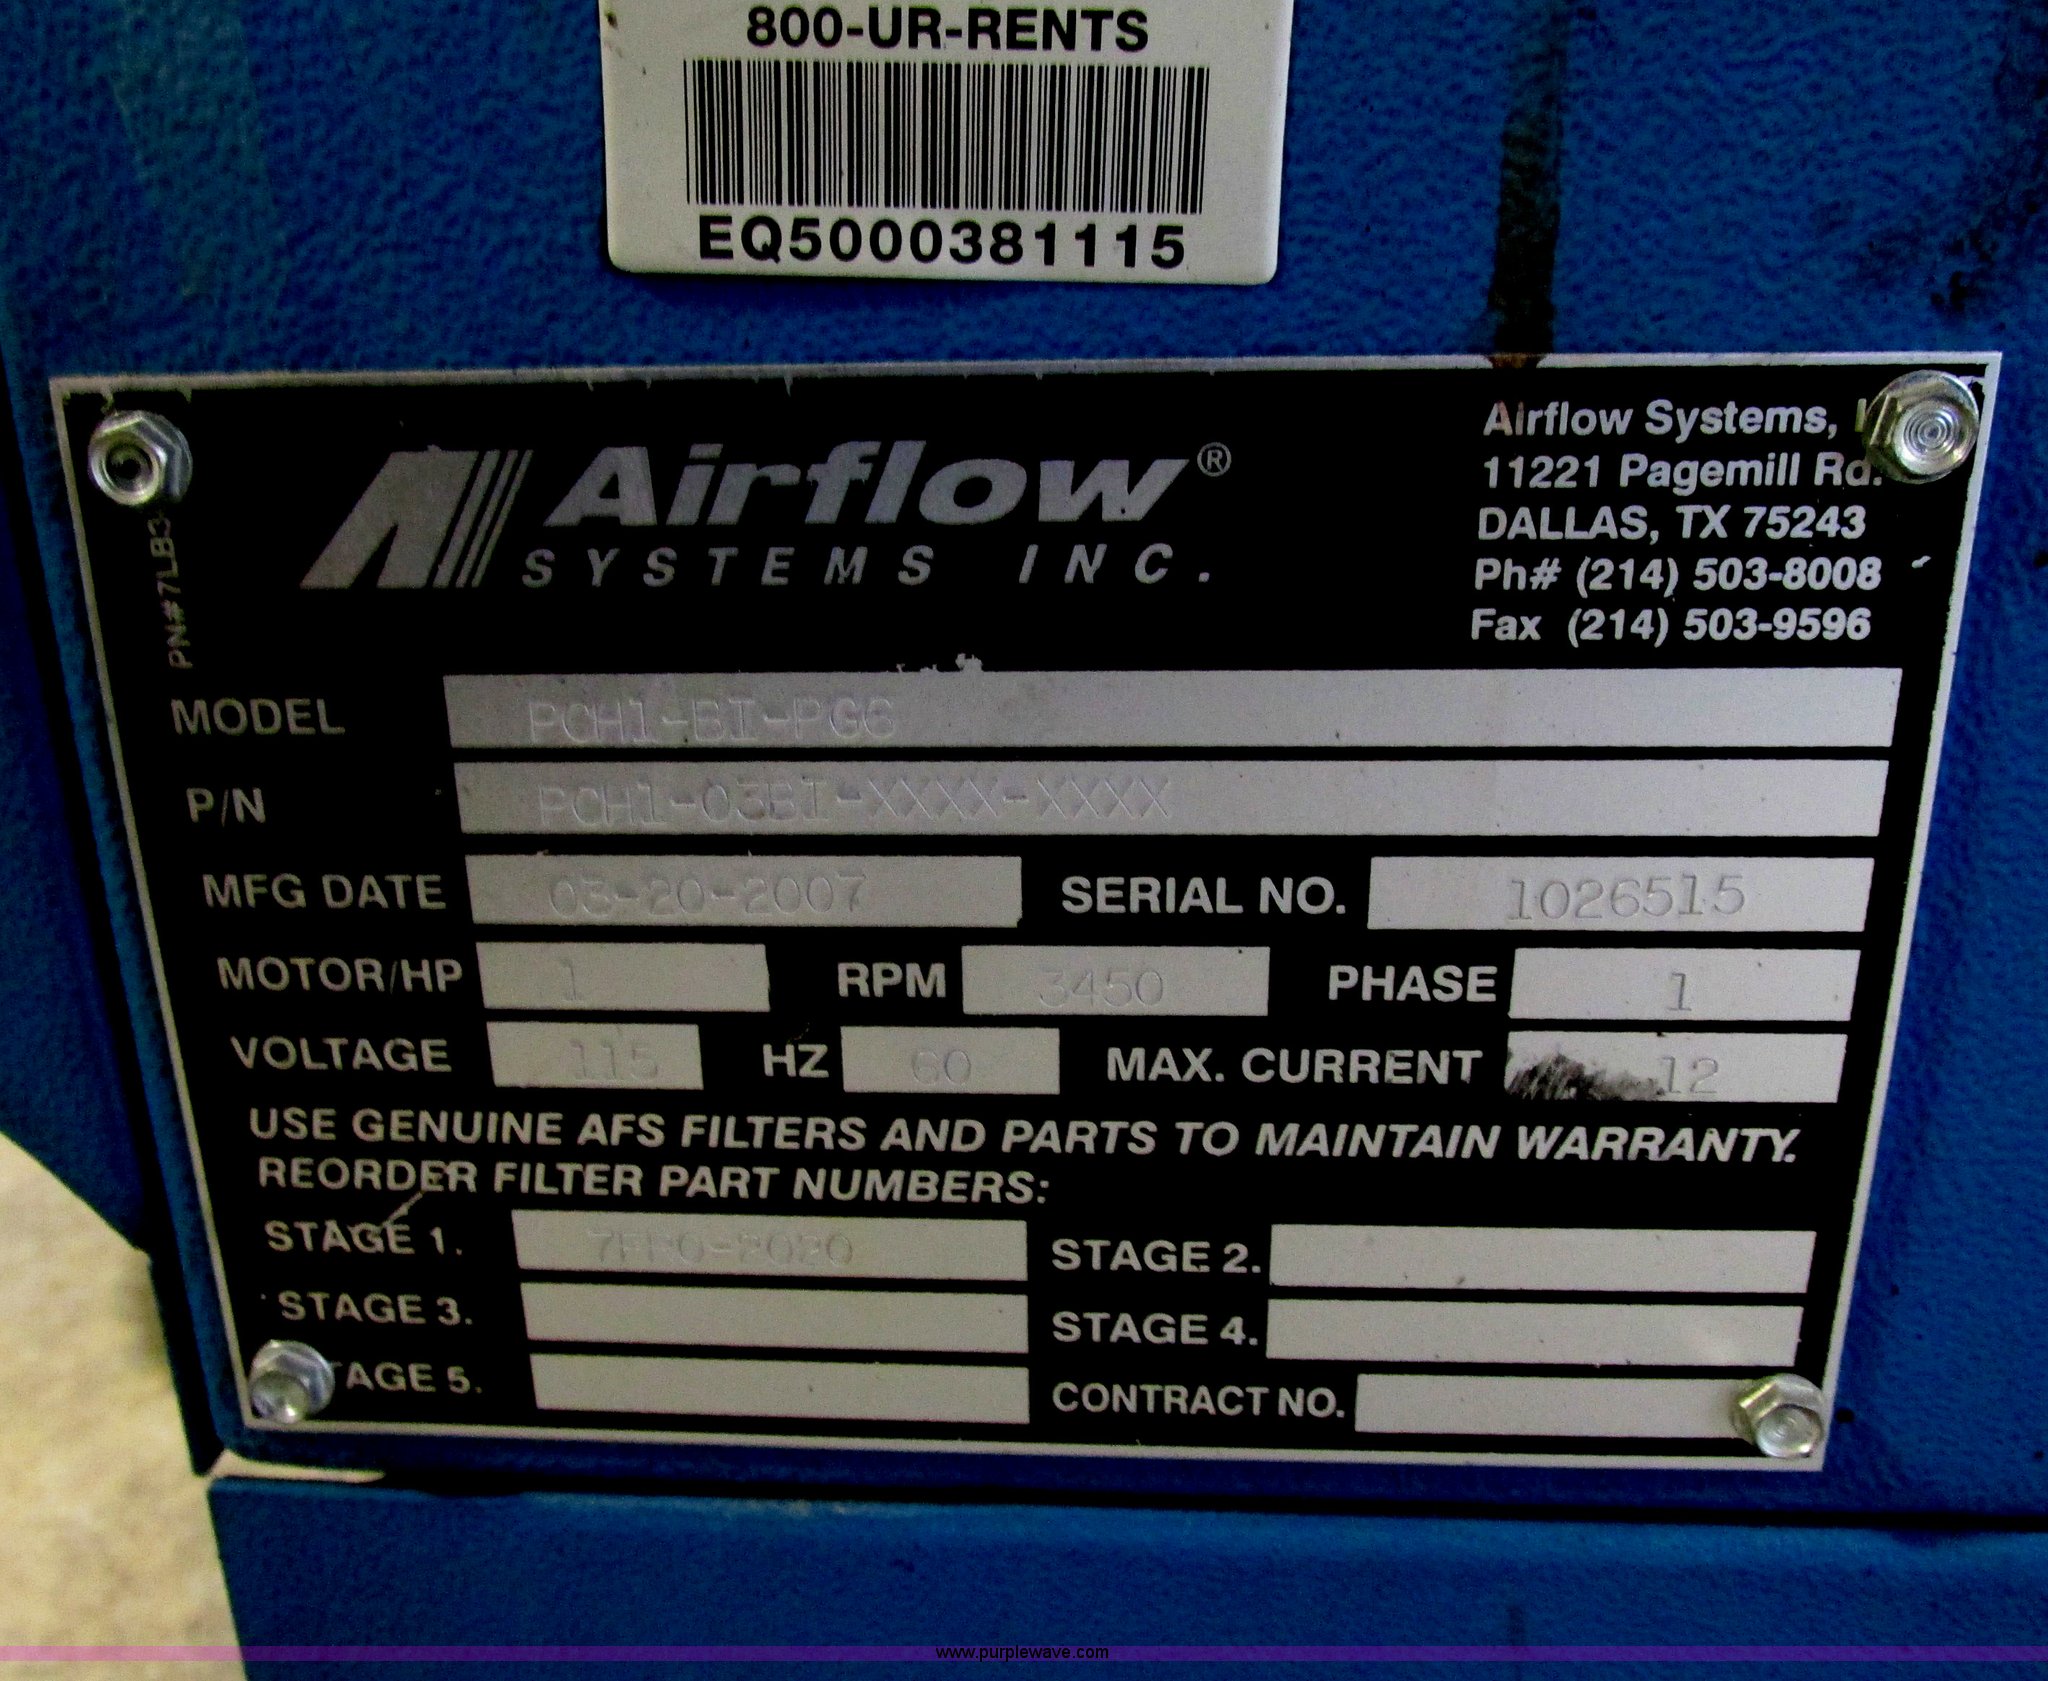 800-UR-RENTS
EQ5000381115
Airflow®
SYSTEMS INC.
Airflow Systems,
11221 Pagemill Rd.
DALLAS, TX 75243
Ph# (214) 503-8008
Fax (214) 503-9596
PN#7LB3-
MODEL PCH1-BI-PG6
P/N PCH1-03BI-XXXX-XXXX
MFG DATE 03-20-2007 SERIAL NO. 1026515
MOTOR/HP 1 RPM 3450 PHASE 1
VOLTAGE 115 HZ 60 MAX. CURRENT 12
USE GENUINE AFS FILTERS AND PARTS TO MAINTAIN WARRANTY.
REORDER FILTER PART NUMBERS:
STAGE 1. STAGE 2.
STAGE 3. STAGE 4.
STAGE 5. CONTRACT NO.
www.purplewave.com